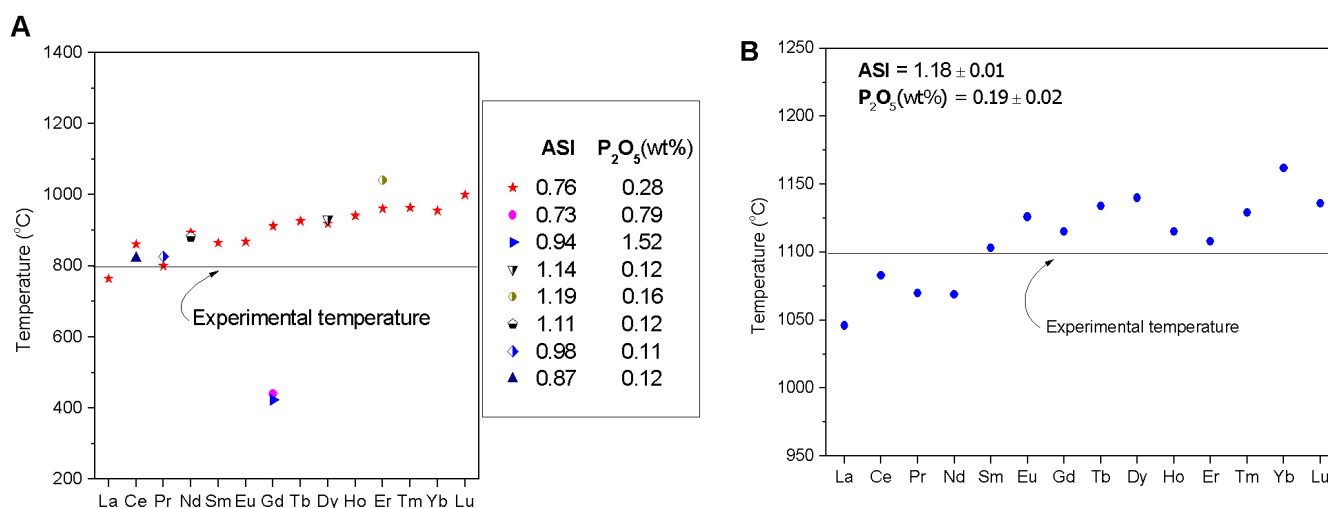 A
1400
1200
1000
800
600
400
200
Temperature (°C)
Experimental temperature
La Ce Pr Nd Sm Eu Gd Tb Dy Ho Er Tm Yb Lu
ASI P₂O₅(wt%)
0.76 0.28
0.73 0.79
0.94 1.52
1.14 0.12
1.19 0.16
1.11 0.12
0.98 0.11
0.87 0.12
B
1250
1200
1150
1100
1050
1000
950
Temperature (°C)
ASI = 1.18 ± 0.01
P₂O₅(wt%) = 0.19 ± 0.02
Experimental temperature
La Ce Pr Nd Sm Eu Gd Tb Dy Ho Er Tm Yb Lu